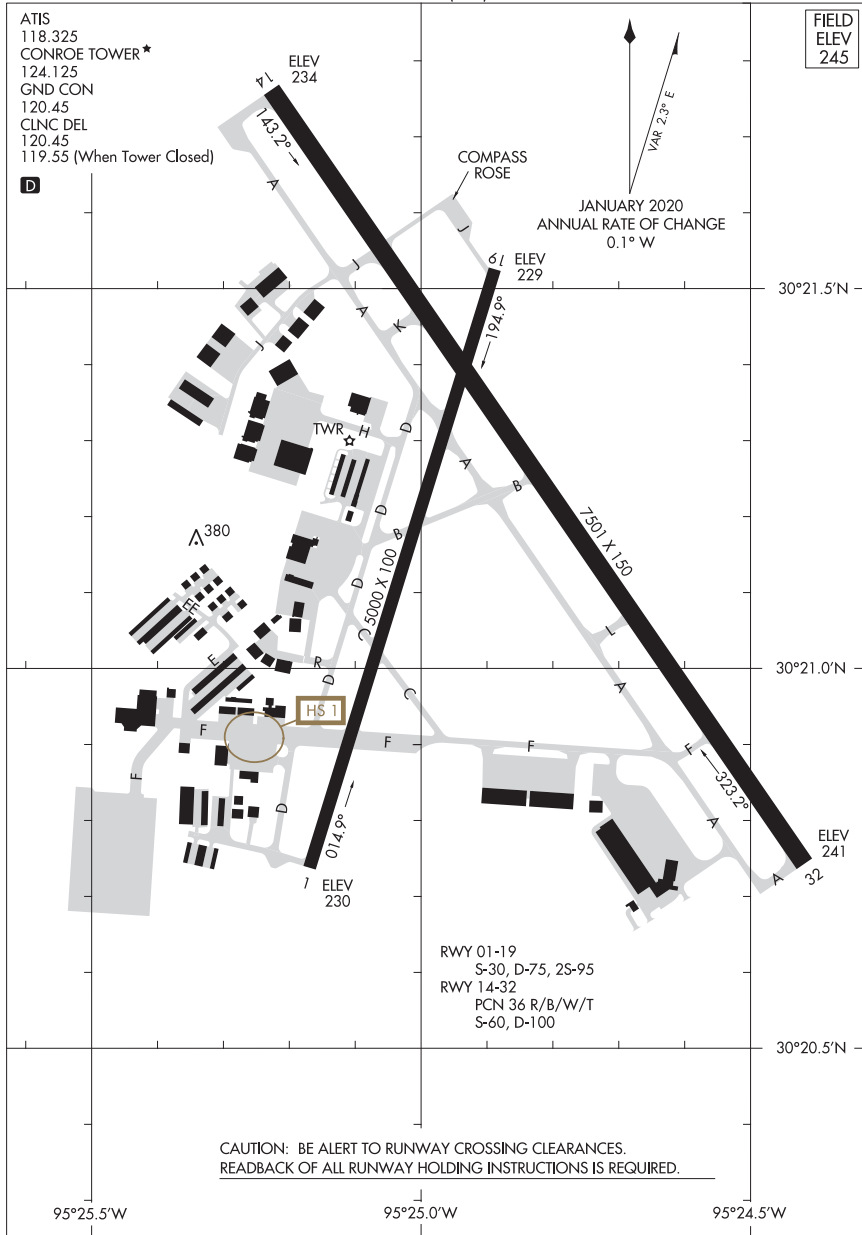 ATIS
118.325
CONROE TOWER★
124.125
GND CON
120.45
CLNC DEL
120.45
119.55 (When Tower Closed)
D
FIELD
ELEV
245
VAR 2.3° E
JANUARY 2020
ANNUAL RATE OF CHANGE
0.1° W
14
ELEV
234
143.2°
A
COMPASS
ROSE
J
J
19
ELEV
229
30°21.5'N
194.9°
A
K
J
TWR
H
D
A
B
D
B
7501 X 150
380
D
5000 X 100
C
EE
E
R
D
C
L
A
30°21.0'N
HS 1
F
F
F
F
F
323.2°
D
A
014.9°
1
ELEV
230
ELEV
241
A
32
RWY 01-19
S-30, D-75, 2S-95
RWY 14-32
PCN 36 R/B/W/T
S-60, D-100
30°20.5'N
CAUTION: BE ALERT TO RUNWAY CROSSING CLEARANCES.
READBACK OF ALL RUNWAY HOLDING INSTRUCTIONS IS REQUIRED.
95°25.5'W
95°25.0'W
95°24.5'W